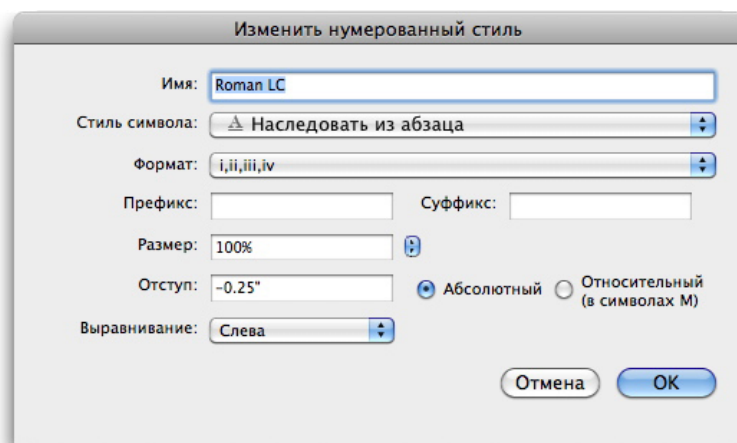 Изменить нумерованный стиль
Имя: Roman LC
Стиль символа: A Наследовать из абзаца
Формат: i,ii,iii,iv
Префикс: Суффикс:
Размер: 100%
Отступ: -0.25" Абсолютный Относительный
(в символах М)
Выравнивание: Слева
Отмена OK